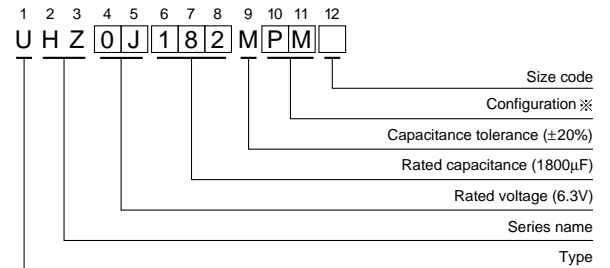 1 2 3 4 5 6 7 8 9 10 11 12
U H Z 0 J 1 8 2 M P M
Size code
Configuration ※
Capacitance tolerance (±20%)
Rated capacitance (1800µF)
Rated voltage (6.3V)
Series name
Type